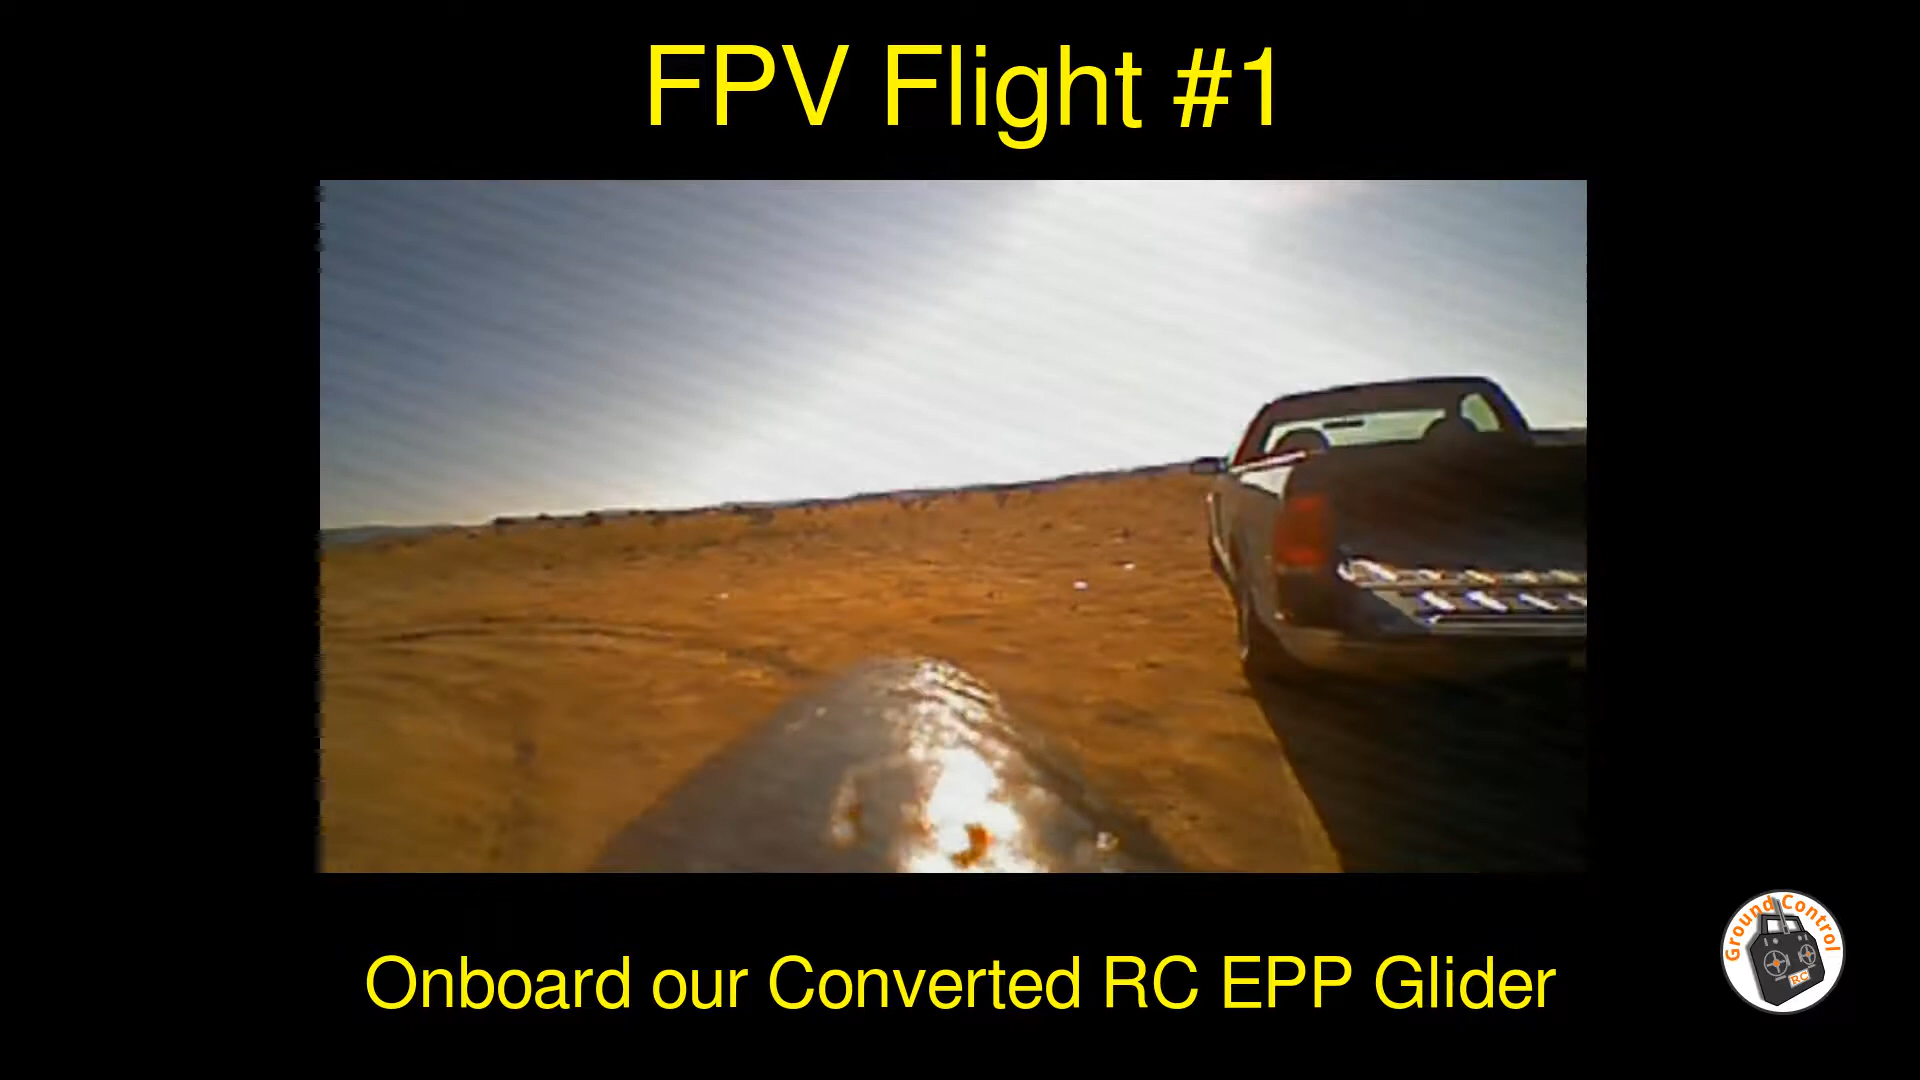 FPV Flight #1
Onboard our Converted RC EPP Glider
Ground Control
RC